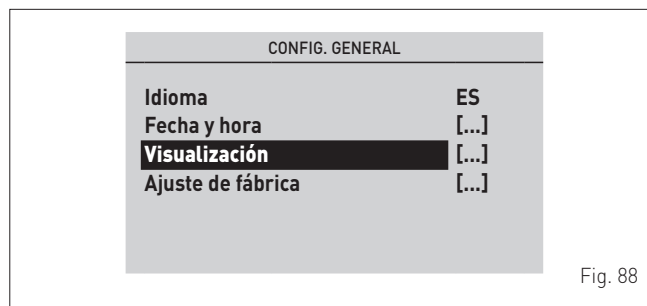 CONFIG. GENERAL
Idioma ES
Fecha y hora [...]
Visualización [...]
Ajuste de fábrica [...]
Fig. 88